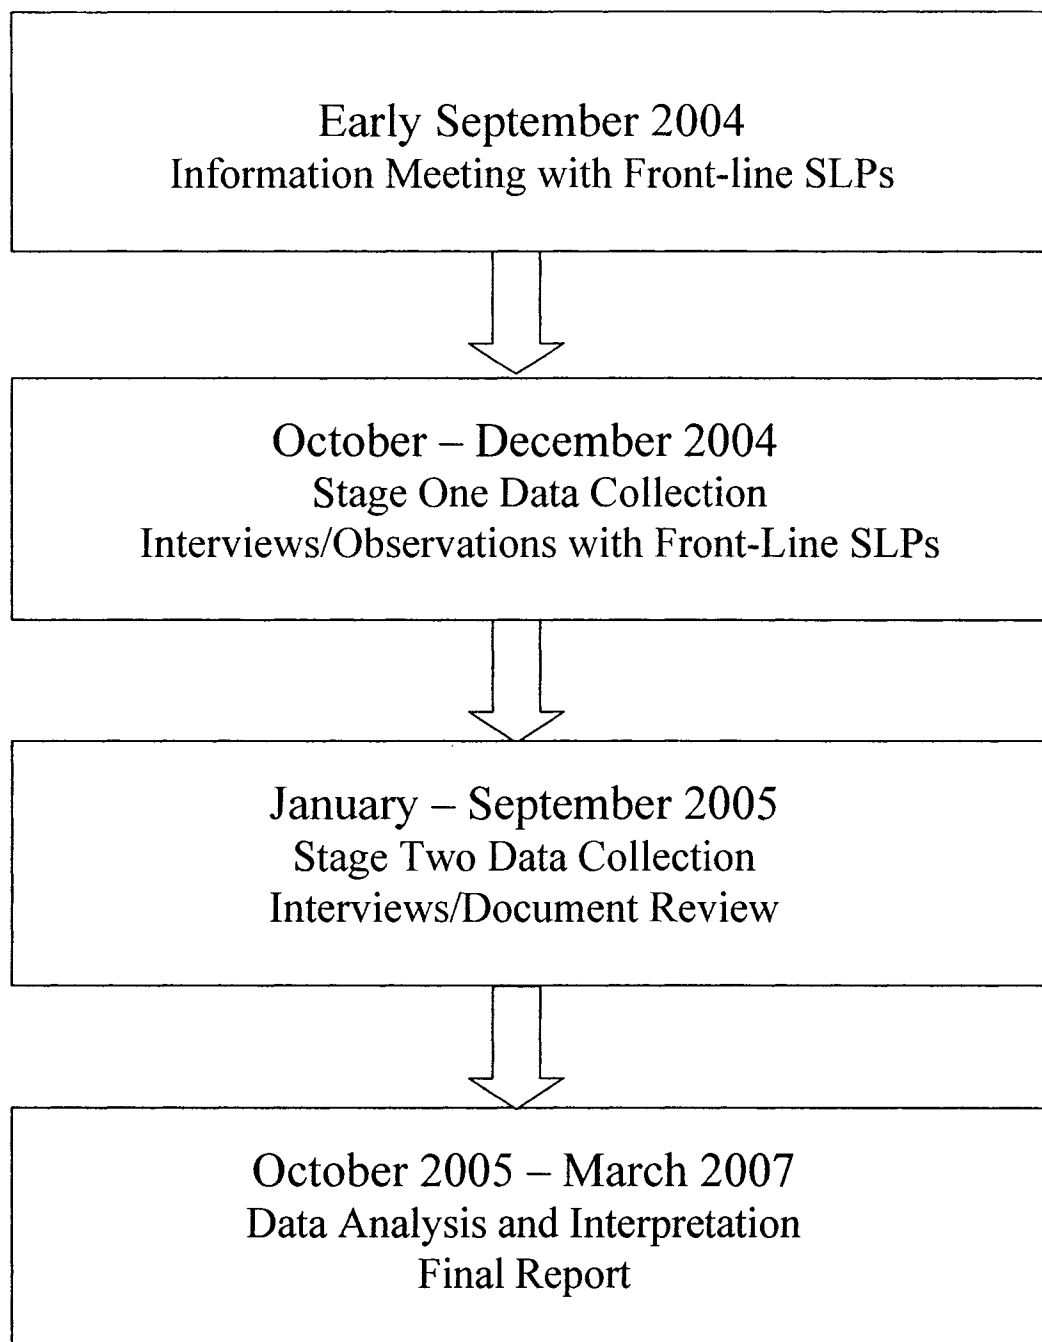 Early September 2004
Information Meeting with Front-line SLPs
October – December 2004
Stage One Data Collection
Interviews/Observations with Front-Line SLPs
January – September 2005
Stage Two Data Collection
Interviews/Document Review
October 2005 – March 2007
Data Analysis and Interpretation
Final Report